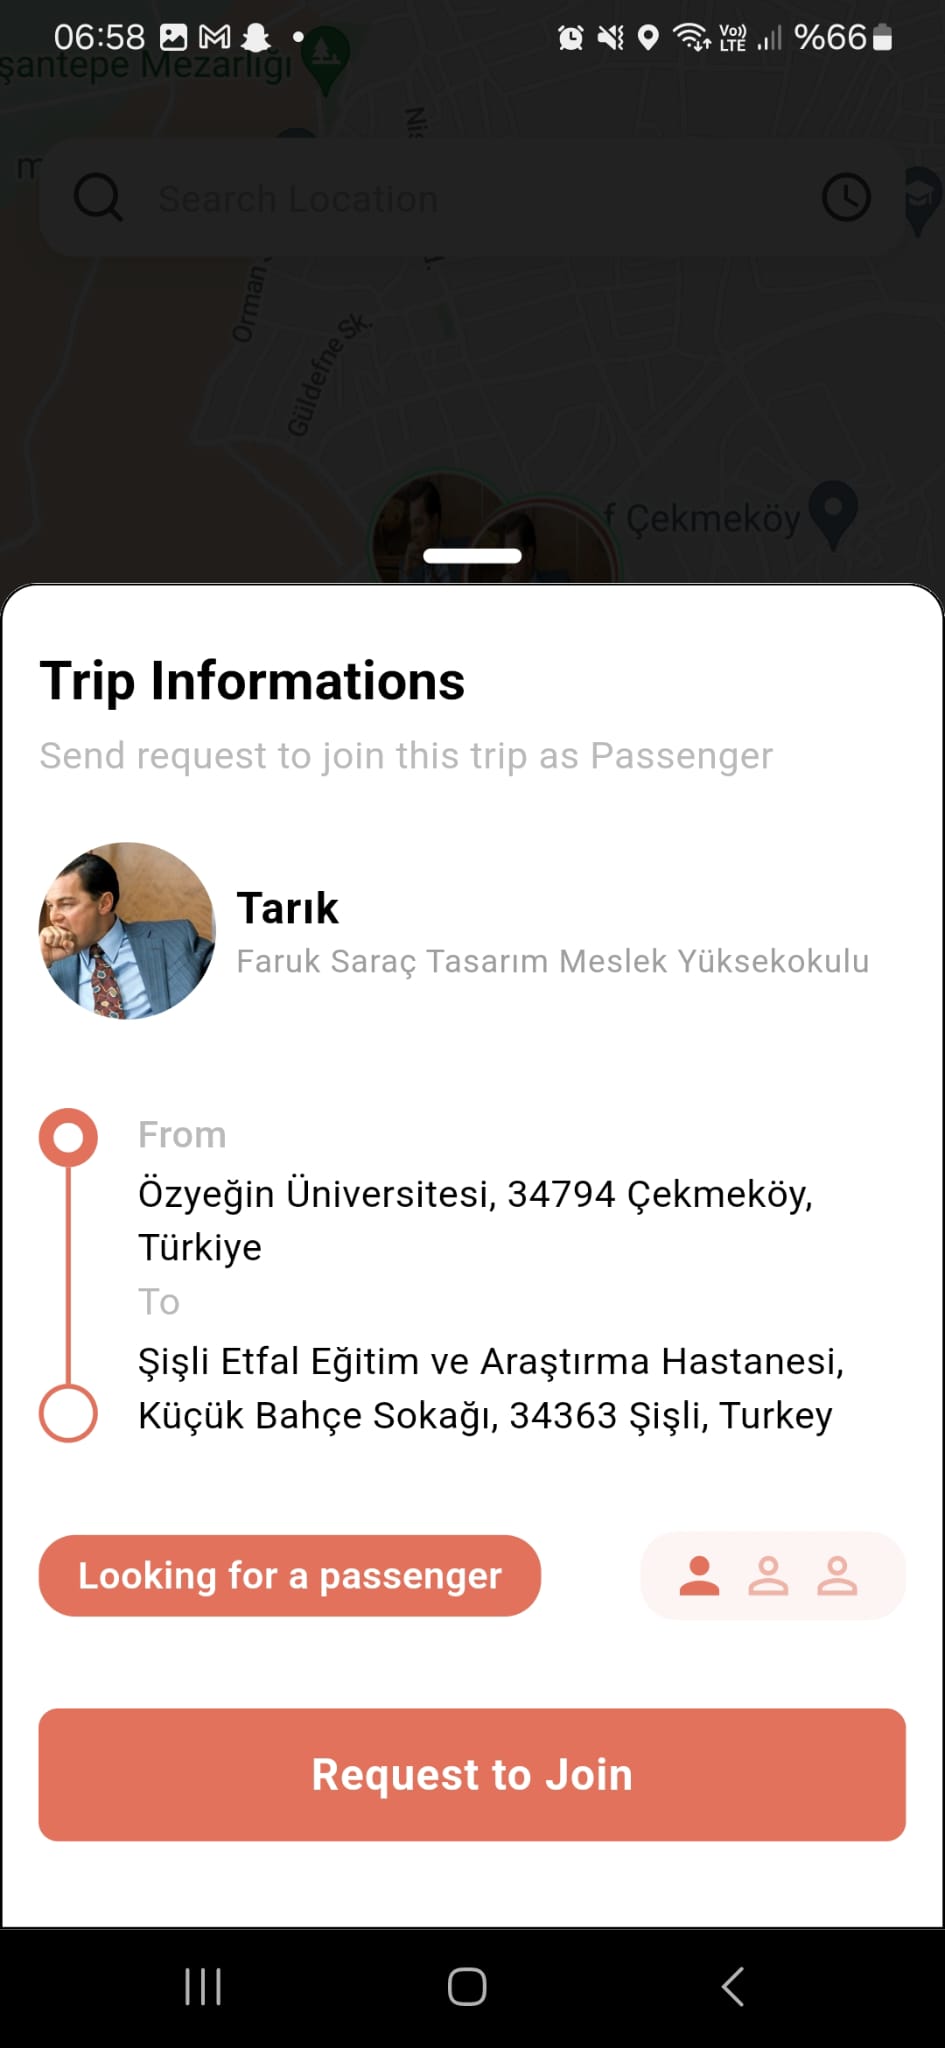 06:58
Vo)) LTE
%66
şantepe Mezarlığı
Search Location
Orman
Güldefne Sk.
Çekmeköy
Trip Informations
Send request to join this trip as Passenger
Tarık
Faruk Saraç Tasarım Meslek Yüksekokulu
From
Özyeğin Üniversitesi, 34794 Çekmeköy,
Türkiye
To
Şişli Etfal Eğitim ve Araştırma Hastanesi,
Küçük Bahçe Sokağı, 34363 Şişli, Turkey
Looking for a passenger
Request to Join